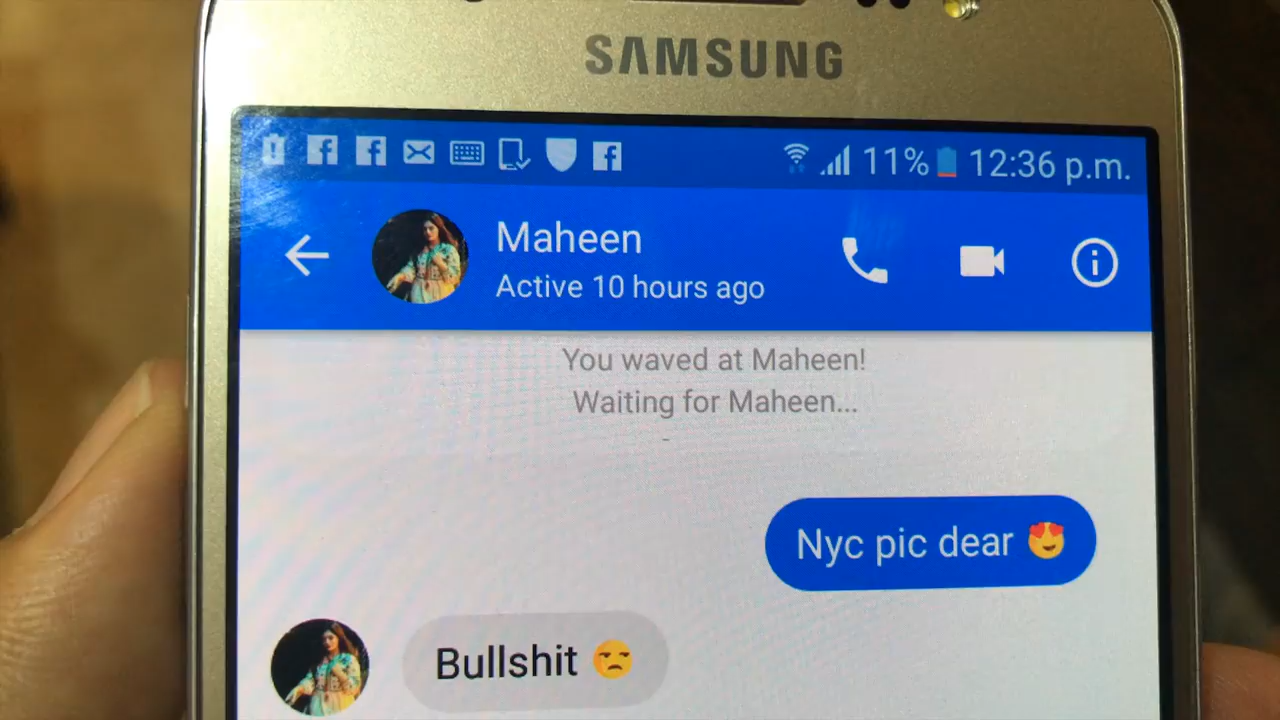 SAMSUNG
11% 12:36 p.m.
Maheen
Active 10 hours ago
You waved at Maheen!
Waiting for Maheen...
Nyc pic dear 😍
Bullshit 😒